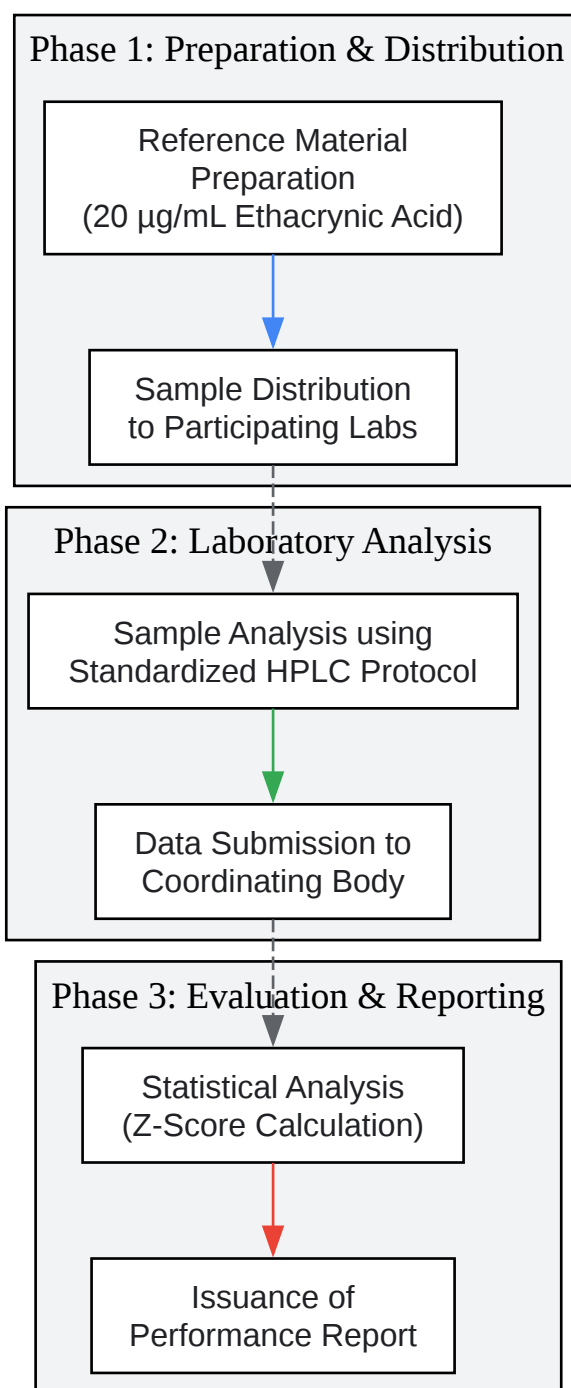 Phase 1: Preparation & Distribution
Reference Material
Preparation
(20 µg/mL Ethacrynic Acid)
Sample Distribution
to Participating Labs
Phase 2: Laboratory Analysis
Sample Analysis using
Standardized HPLC Protocol
Data Submission to
Coordinating Body
Phase 3: Evaluation & Reporting
Statistical Analysis
(Z-Score Calculation)
Issuance of
Performance Report